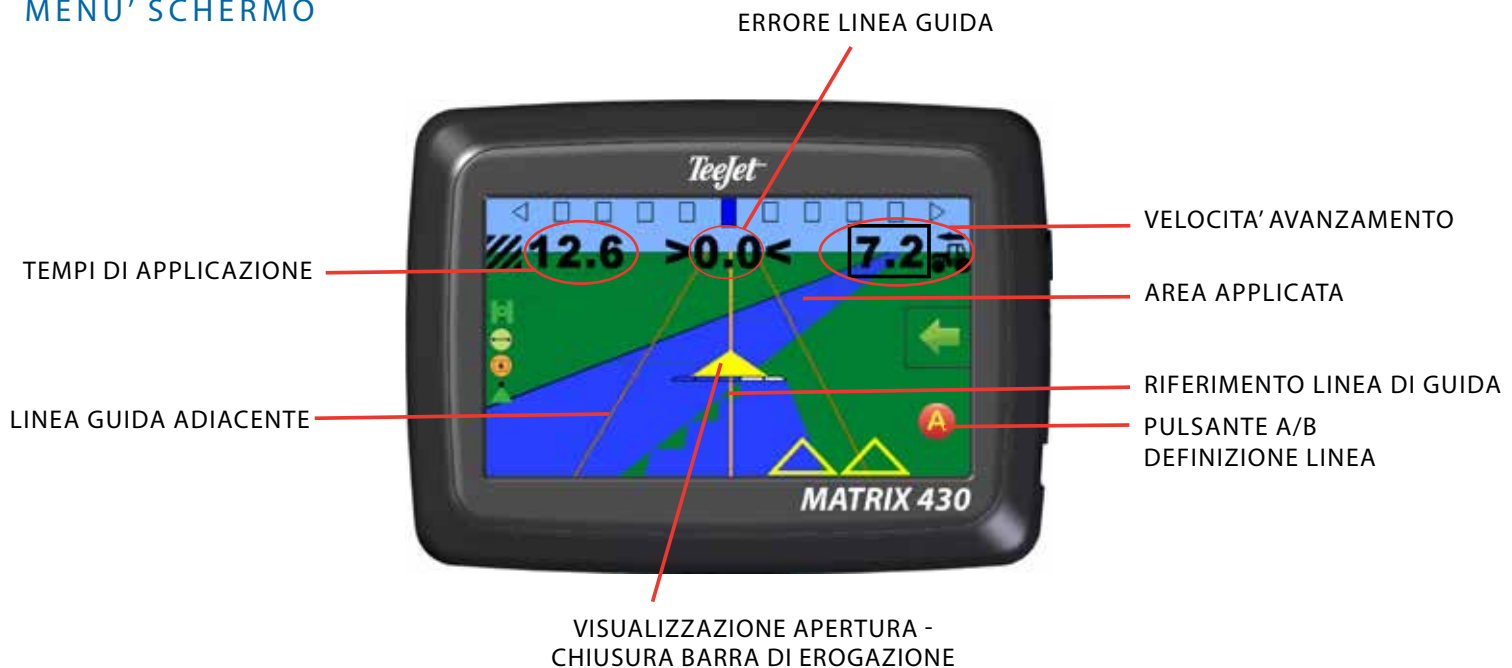 MENU' SCHERMO
ERRORE LINEA GUIDA
TeeJet
12.6 >0.0< 7.2
VELOCITA' AVANZAMENTO
TEMPI DI APPLICAZIONE
AREA APPLICATA
RIFERIMENTO LINEA DI GUIDA
LINEA GUIDA ADIACENTE
A
PULSANTE A/B
DEFINIZIONE LINEA
MATRIX 430
VISUALIZZAZIONE APERTURA -
CHIUSURA BARRA DI EROGAZIONE